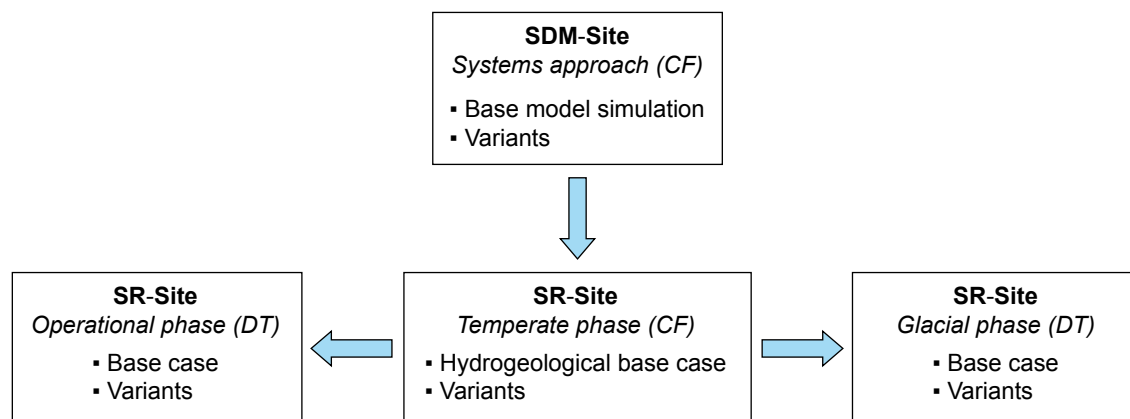 SDM-Site
Systems approach (CF)
▪ Base model simulation
▪ Variants
SR-Site
Operational phase (DT)
▪ Base case
▪ Variants
SR-Site
Temperate phase (CF)
▪ Hydrogeological base case
▪ Variants
SR-Site
Glacial phase (DT)
▪ Base case
▪ Variants